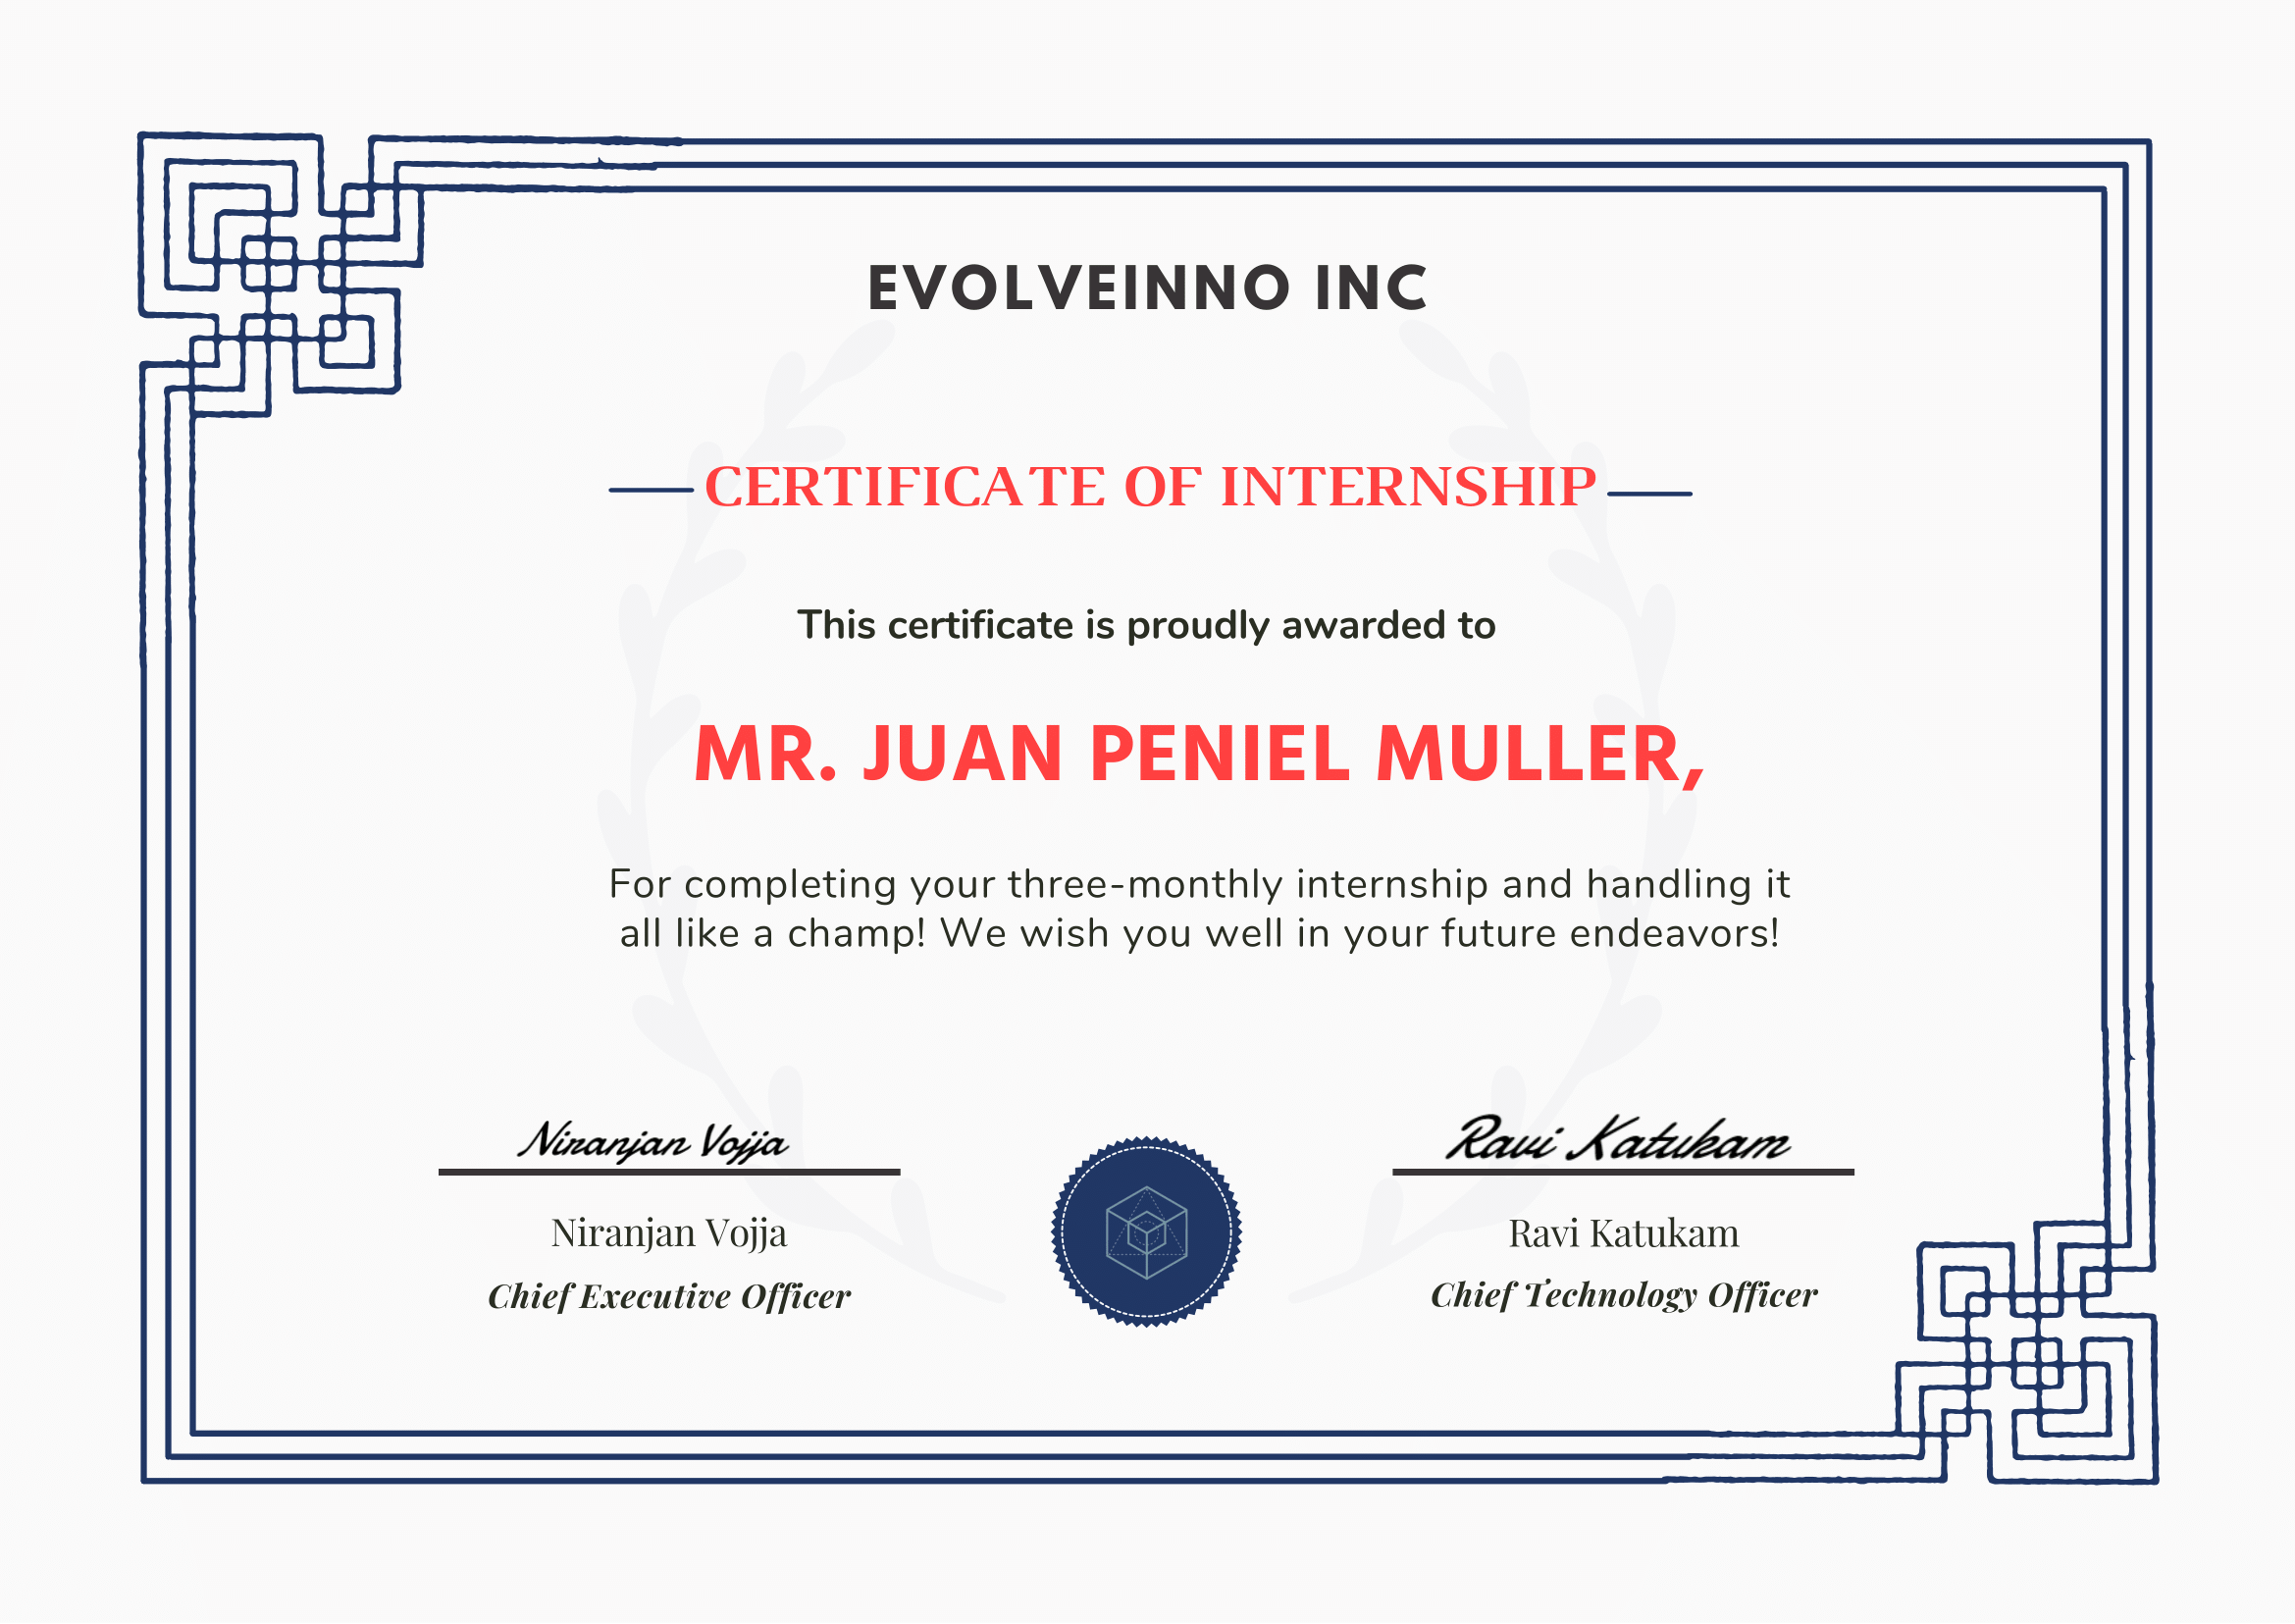 EVOLVEINNO INC
CERTIFICATE OF INTERNSHIP
This certificate is proudly awarded to
MR. JUAN PENIEL MULLER,
For completing your three-monthly internship and handling it
all like a champ! We wish you well in your future endeavors!
Niranjan Vojja
Niranjan Vojja
Chief Executive Officer
Ravi Katukam
Ravi Katukam
Chief Technology Officer